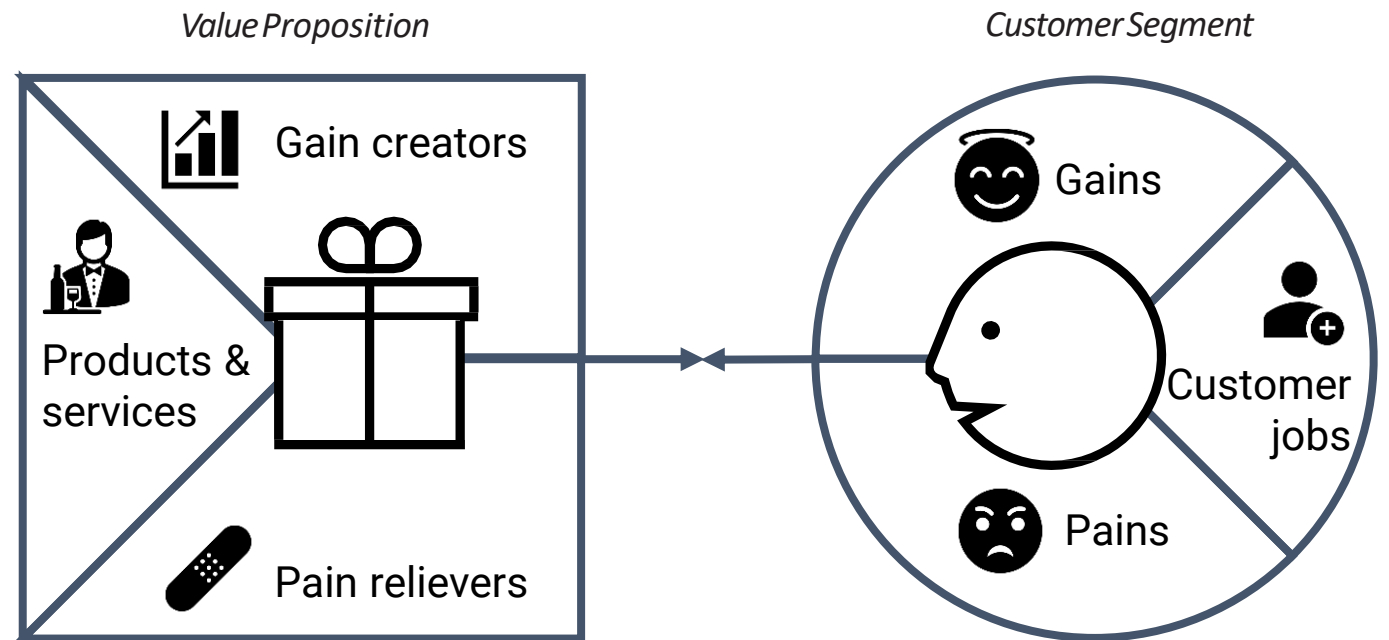 Value Proposition
Customer Segment
Gain creators
Products &
services
Pain relievers
Gains
Customer
jobs
Pains